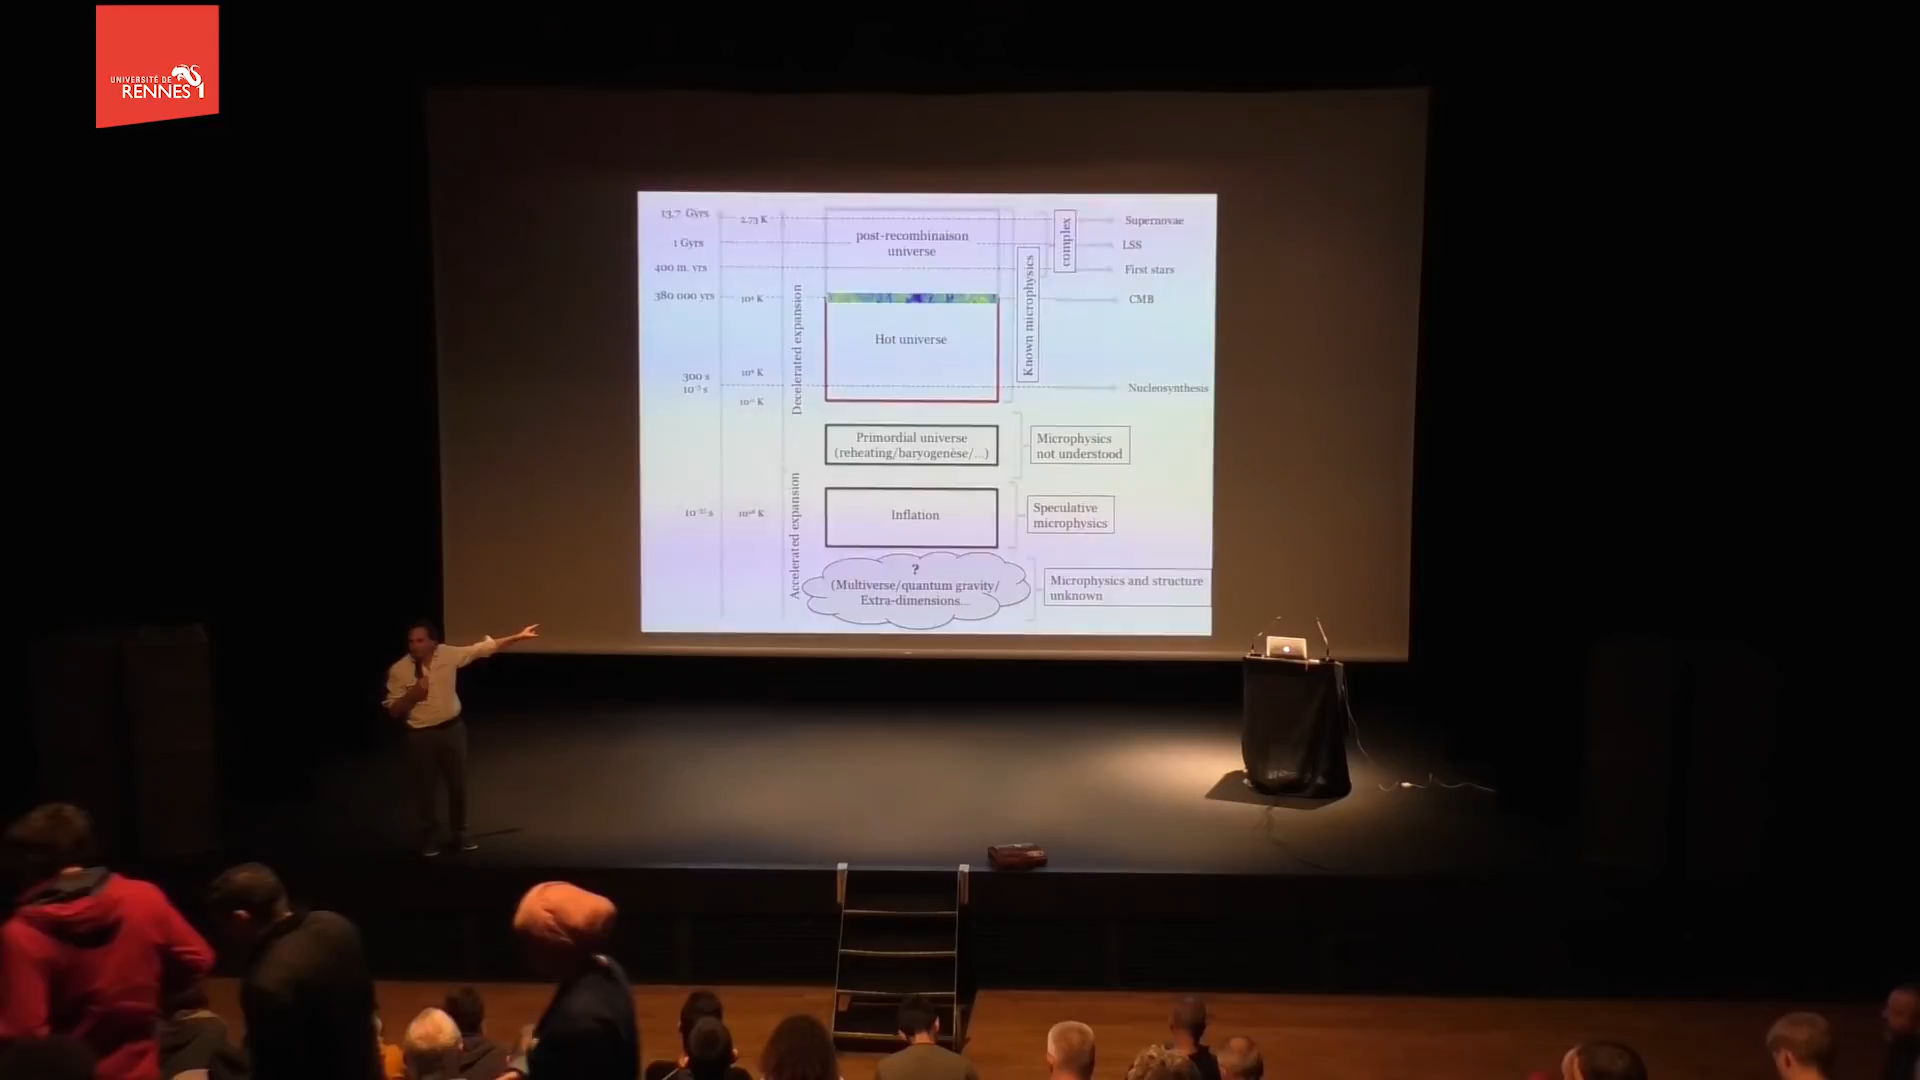 UNIVERSITÉ DE
RENNES 1
13.7 Gyrs
2.73 K
Supernovae
1 Gyrs
post-recombinaison
universe
LSS
complex
400 m. yrs
First stars
380 000 yrs
CMB
Known microphysics
Decelerated expansion
Hot universe
300 s
Nucleosynthesis
Primordial universe
(reheating/baryogenèse/...)
Microphysics
not understood
Accelerated expansion
Inflation
Speculative
microphysics
?
(Multiverse/quantum gravity/
Extra-dimensions...
Microphysics and structure
unknown